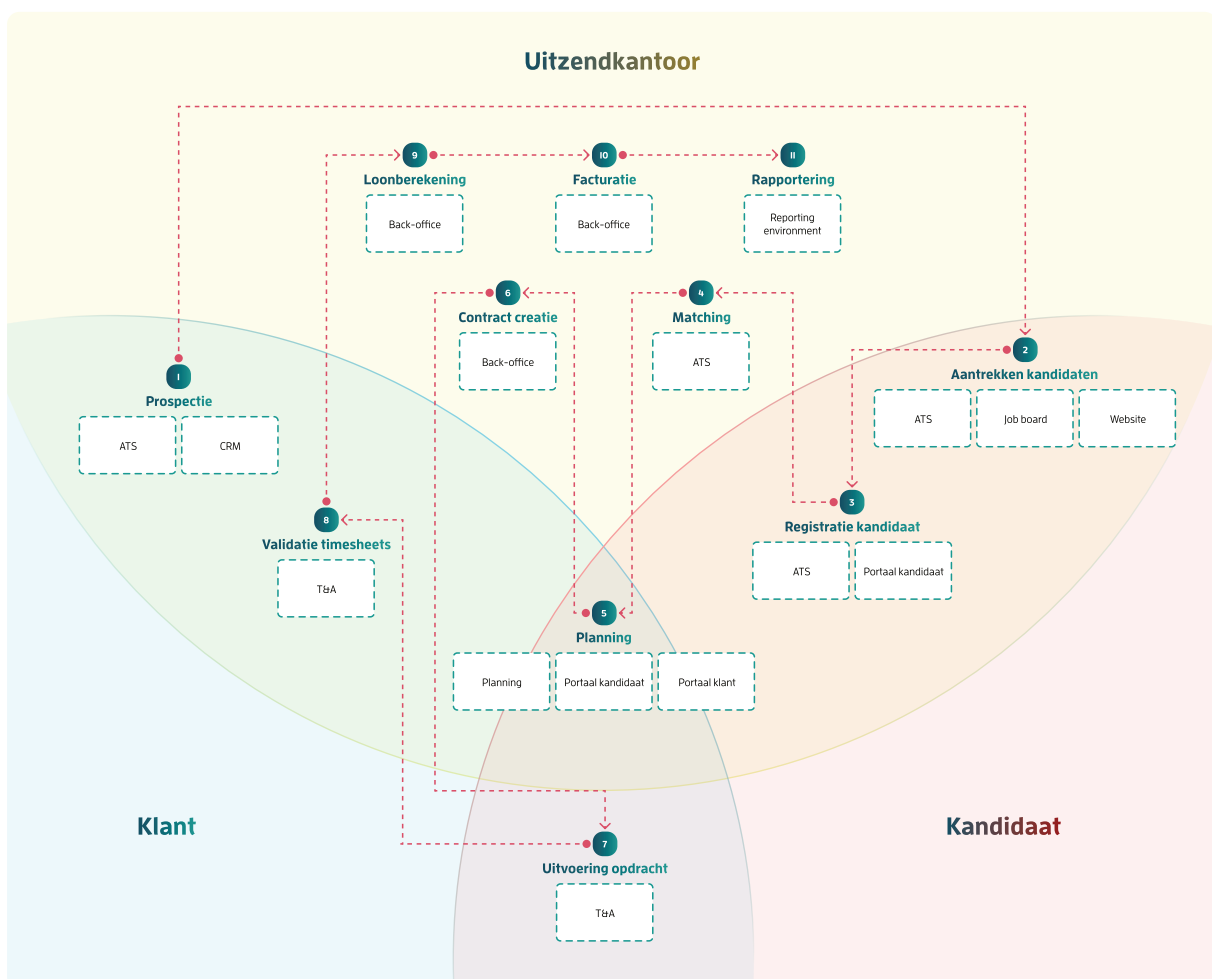 Uitzendkantoor
9
Loonberekening
Back-office
10
Facturatie
Back-office
11
Rapportering
Reporting
environment
6
Contract creatie
Back-office
4
Matching
ATS
1
Prospectie
ATS
CRM
2
Aantrekken kandidaten
ATS
Job board
Website
8
Validatie timesheets
T&A
3
Registratie kandidaat
ATS
Portaal kandidaat
5
Planning
Planning
Portaal kandidaat
Portaal klant
Klant
Kandidaat
7
Uitvoering opdracht
T&A